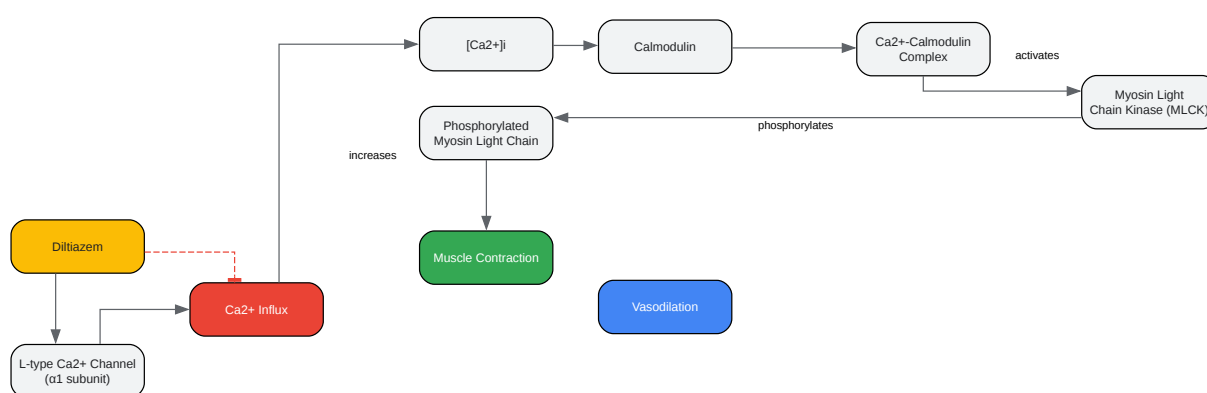 [Ca2+]i
Calmodulin
Ca2+-Calmodulin
Complex
activates
Myosin Light
Chain Kinase (MLCK)
phosphorylates
Phosphorylated
Myosin Light Chain
increases
Diltiazem
Muscle Contraction
Ca2+ Influx
Vasodilation
L-type Ca2+ Channel
(α1 subunit)